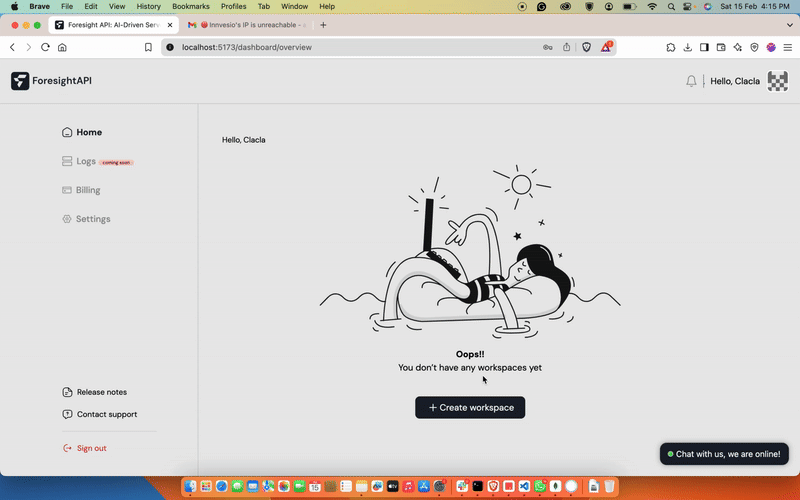 Brave File Edit View History Bookmarks Profiles Tab Window Help
Sat 15 Feb 4:15 PM
Foresight API: AI-Driven Serv
Innvesio's IP is unreachable -
localhost:5173/dashboard/overview
ForesightAPI
Hello, Clacla
Home
Hello, Clacla
Logs coming soon
Billing
Settings
Oops!!
You don't have any workspaces yet
Release notes
+ Create workspace
Contact support
Sign out
Chat with us, we are online!